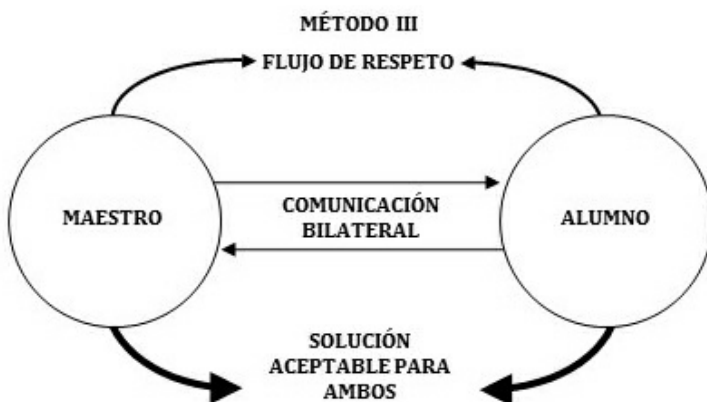 MÉTODO III
FLUJO DE RESPETO
MAESTRO
COMUNICACIÓN
BILATERAL
ALUMNO
SOLUCIÓN
ACEPTABLE PARA
AMBOS